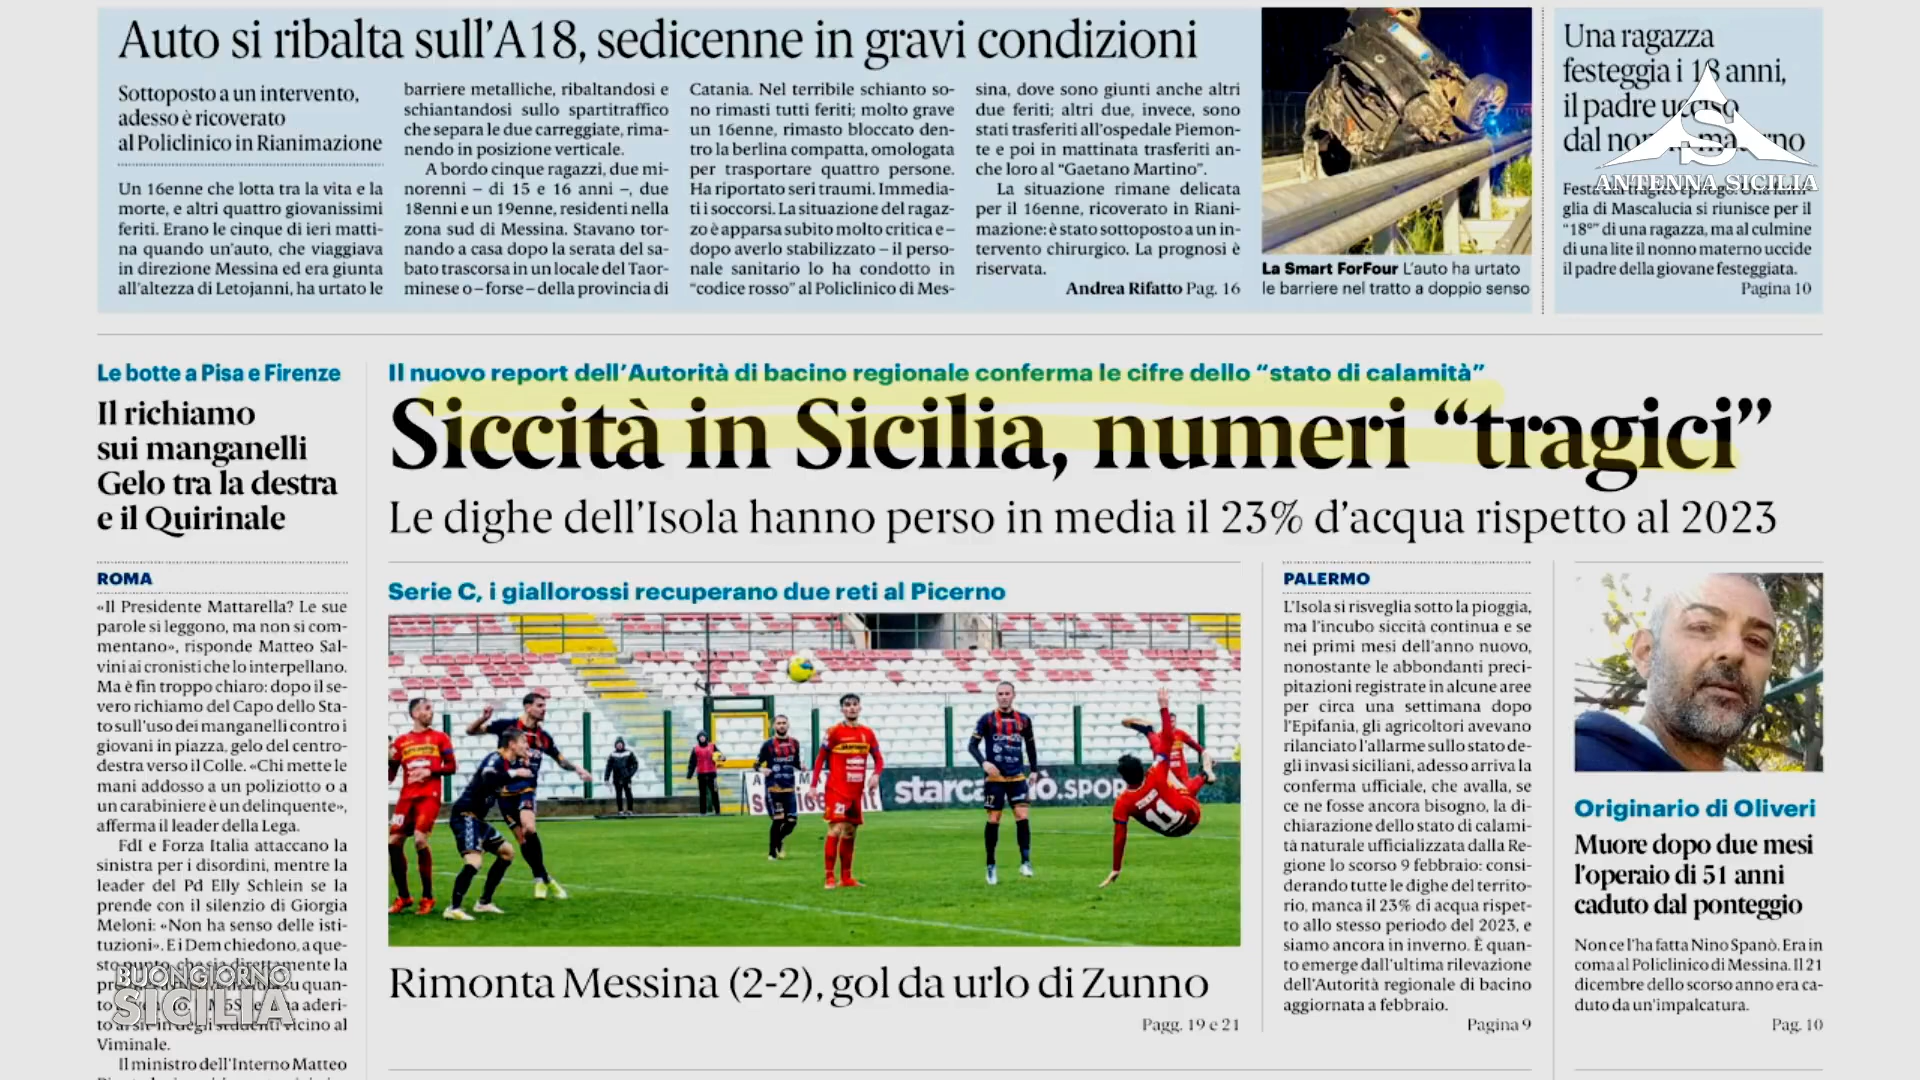 Auto si ribalta sull'A18, sedicenne in gravi condizioni
Sottoposto a un intervento,
adesso è ricoverato
al Policlinico in Rianimazione
Un 16enne che lotta tra la vita e la
morte, e altri quattro giovanissimi
feriti. Erano le cinque di ieri matti-
na quando un'auto, che viaggiava
in direzione Messina ed era giunta
all'altezza di Letojanni, ha urtato le
barriere metalliche, ribaltandosi e
schiantandosi sullo spartitraffico
che separa le due carreggiate, rima-
nendo in posizione verticale.
A bordo cinque ragazzi, due mi-
norenni – di 15 e 16 anni –, due
18enni e un 19enne, residenti nella
zona sud di Messina. Stavano tor-
nando a casa dopo la serata del sa-
bato trascorsa in un locale del Taor-
minese o – forse – della provincia di
Catania. Nel terribile schianto so-
no rimasti tutti feriti; molto grave
un 16enne, rimasto bloccato den-
tro la berlina compatta, omologata
per trasportare quattro persone.
Ha riportato seri traumi. Immedia-
ti i soccorsi. La situazione del ragaz-
zo è apparsa subito molto critica e –
dopo averlo stabilizzato – il perso-
nale sanitario lo ha condotto in
“codice rosso” al Policlinico di Mes-
sina, dove sono giunti anche altri
due feriti; altri due, invece, sono
stati trasferiti all'ospedale Piemon-
te e poi in mattinata trasferiti an-
che loro al “Gaetano Martino”.
La situazione rimane delicata
per il 16enne, ricoverato in Riani-
mazione: è stato sottoposto a un in-
tervento chirurgico. La prognosi è
riservata.
Andrea Rifatto Pag. 16
La Smart ForFour L'auto ha urtato
le barriere nel tratto a doppio senso
Una ragazza
festeggia i 18 anni,
il padre ucciso
dal nonno materno
Festa dal tragico epilogo. Una fami-
glia di Mascalucia si riunisce per il
“18°” di una ragazza, ma al culmine
di una lite il nonno materno uccide
il padre della giovane festeggiata.
Pagina 10
S
ANTENNA SICILIA
Le botte a Pisa e Firenze
Il richiamo
sui manganelli
Gelo tra la destra
e il Quirinale
ROMA
«Il Presidente Mattarella? Le sue
parole si leggono, ma non si com-
mentano», risponde Matteo Sal-
vini ai cronisti che lo interpellano.
Ma è fin troppo chiaro: dopo il se-
vero richiamo del Capo dello Sta-
to sull'uso dei manganelli contro i
giovani in piazza, gelo del centro-
destra verso il Colle. «Chi mette le
mani addosso a un poliziotto o a
un carabiniere è un delinquente»,
afferma il leader della Lega.
FdI e Forza Italia attaccano la
sinistra per i disordini, mentre la
leader del Pd Elly Schlein se la
prende con il silenzio di Giorgia
Meloni: «Non ha senso delle isti-
tuzioni». E i Dem chiedono, a que-
sto punto, che sia direttamente la
su quan-
to M5S ha aderi-
to al sit-in degli studenti vicino al
Viminale.
Il ministro dell'Interno Matteo
BUONGIORNO
SICILIA
Il nuovo report dell'Autorità di bacino regionale conferma le cifre dello “stato di calamità”
Siccità in Sicilia, numeri “tragici”
Le dighe dell'Isola hanno perso in media il 23% d'acqua rispetto al 2023
Serie C, i giallorossi recuperano due reti al Picerno
21
11
Rimonta Messina (2-2), gol da urlo di Zunno
Pagg. 19 e 21
PALERMO
L'Isola si risveglia sotto la pioggia,
ma l'incubo siccità continua e se
nei primi mesi dell'anno nuovo,
nonostante le abbondanti preci-
pitazioni registrate in alcune aree
per circa una settimana dopo
l'Epifania, gli agricoltori avevano
rilanciato l'allarme sullo stato de-
gli invasi siciliani, adesso arriva la
conferma ufficiale, che avalla, se
ce ne fosse ancora bisogno, la di-
chiarazione dello stato di calami-
tà naturale ufficializzata dalla Re-
gione lo scorso 9 febbraio: consi-
derando tutte le dighe del territo-
rio, manca il 23% di acqua rispet-
to allo stesso periodo del 2023, e
siamo ancora in inverno. È quan-
to emerge dall'ultima rilevazione
dell'Autorità regionale di bacino
aggiornata a febbraio.
Pagina 9
Originario di Oliveri
Muore dopo due mesi
l'operaio di 51 anni
caduto dal ponteggio
Non ce l'ha fatta Nino Spanò. Era in
coma al Policlinico di Messina. Il 21
dicembre dello scorso anno era ca-
duto da un'impalcatura.
Pag. 10